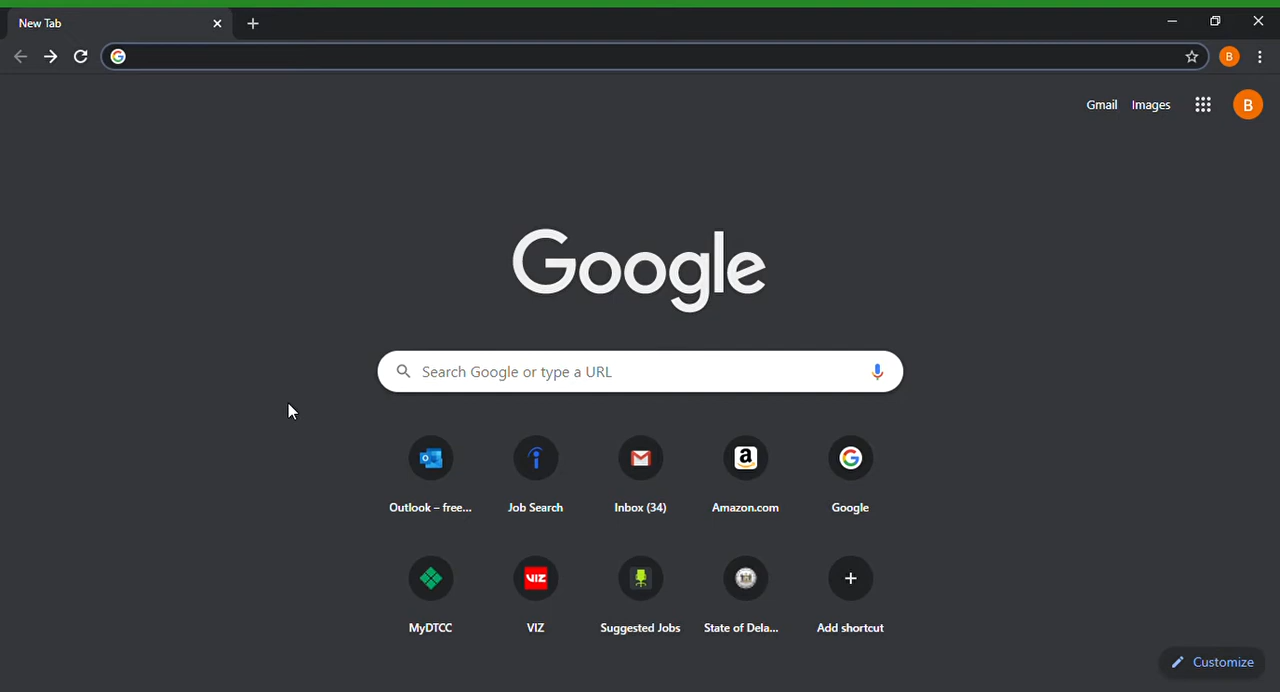 New Tab
B
Gmail Images
B
Google
Search Google or type a URL
Outlook – free... Job Search Inbox (34) Amazon.com Google
VIZ
MyDTCC VIZ Suggested Jobs State of Dela... Add shortcut
Customize